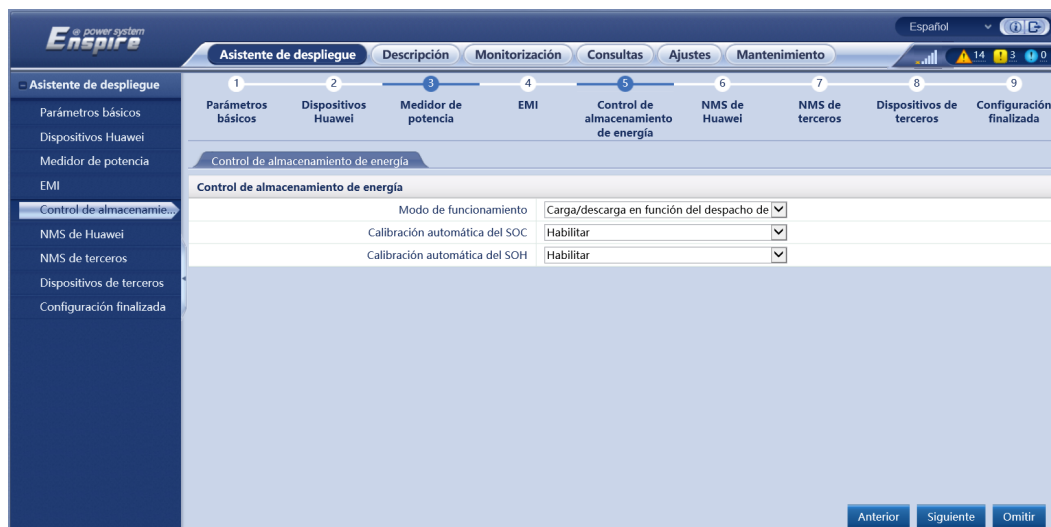 e power system
Enspire
Español
Asistente de despliegue
Descripción
Monitorización
Consultas
Ajustes
Mantenimiento
14
3
0
Asistente de despliegue
Parámetros básicos
Dispositivos Huawei
Medidor de potencia
EMI
Control de almacenamie...
NMS de Huawei
NMS de terceros
Dispositivos de terceros
Configuración finalizada
1
2
3
4
5
6
7
8
9
Parámetros
básicos
Dispositivos
Huawei
Medidor de
potencia
EMI
Control de
almacenamiento
de energía
NMS de
Huawei
NMS de
terceros
Dispositivos de
terceros
Configuración
finalizada
Control de almacenamiento de energía
Control de almacenamiento de energía
Modo de funcionamiento
Carga/descarga en función del despacho de
Calibración automática del SOC
Habilitar
Calibración automática del SOH
Habilitar
Anterior
Siguiente
Omitir